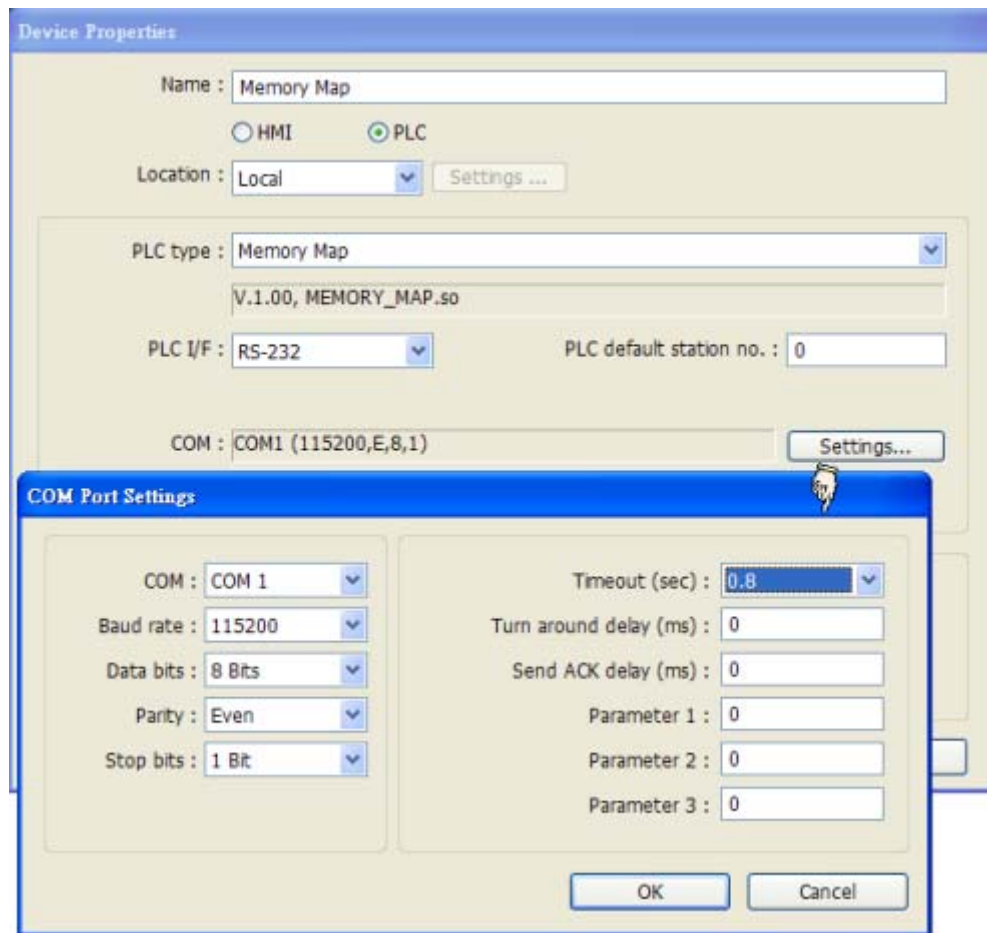 Device Properties
Name : Memory Map
HMI PLC
Location : Local Settings ...
PLC type : Memory Map
V.1.00, MEMORY_MAP.so
PLC I/F : RS-232 PLC default station no. : 0
COM : COM1 (115200,E,8,1) Settings...
COM Port Settings
COM : COM 1
Baud rate : 115200
Data bits : 8 Bits
Parity : Even
Stop bits : 1 Bit
Timeout (sec) : 0.8
Turn around delay (ms) : 0
Send ACK delay (ms) : 0
Parameter 1 : 0
Parameter 2 : 0
Parameter 3 : 0
OK Cancel